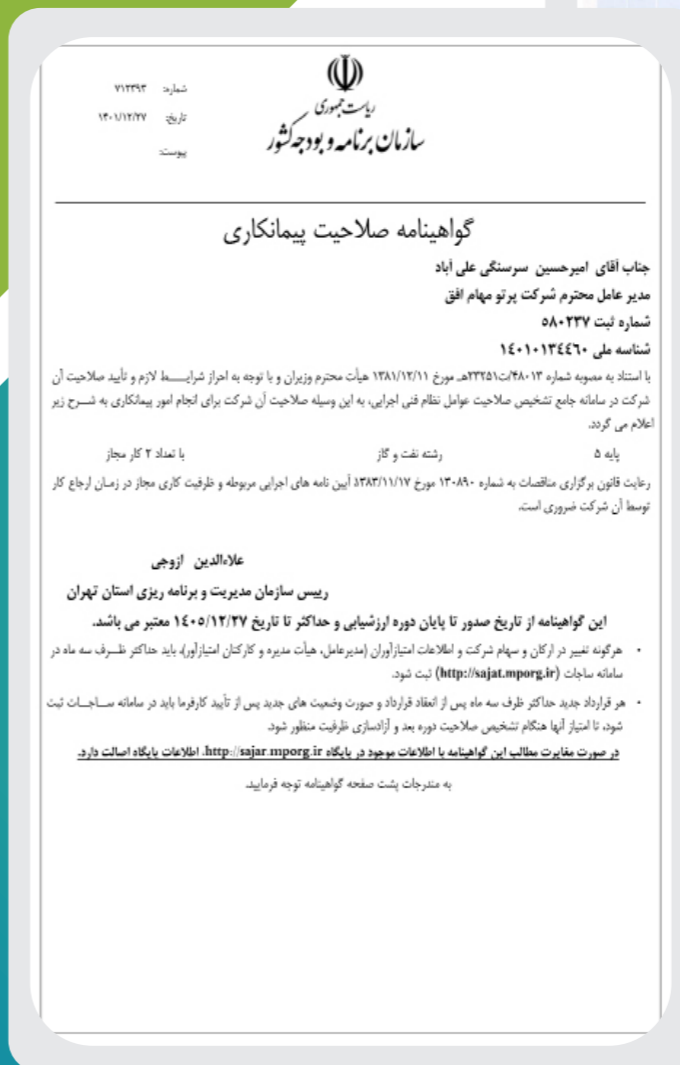 شماره: ۷۱۲۳۹۳
تاریخ: ۱۴۰۱/۱۲/۲۷
پیوست:
ریاست جمهوری
سازمان برنامه و بودجه کشور
گواهینامه صلاحیت پیمانکاری
جناب آقای امیرحسین سرسنگی علی آباد
مدیر عامل محترم شرکت پرتو مهام افق
شماره ثبت ۵۸۰۲۳۷
شناسه ملی ۱٤۰۱۰۱۳٤٤٦۰
با استناد به مصوبه شماره ۴۸۰۱۳/ت۲۳۲۵۱هـ مورخ ۱۳۸۱/۱۲/۱۱ هیأت محترم وزیران و با توجه به احراز شرایـــط لازم و تأیید صلاحیت آن
شرکت در سامانه جامع تشخیص صلاحیت عوامل نظام فنی اجرایی، به این وسیله صلاحیت آن شرکت برای انجام امور پیمانکاری به شـــرح زیر
اعلام می گردد.
پایه ۵ رشته نفت و گاز با تعداد ۲ کار مجاز
رعایت قانون برگزاری مناقصات به شماره ۱۳۰۸۹۰ مورخ ۱۳۸۳/۱۱/۱۷، آیین نامه های اجرایی مربوطه و ظرفیت کاری مجاز در زمـان ارجاع کار
توسط آن شرکت ضروری است.
علاءالدین ازوجی
رییس سازمان مدیریت و برنامه ریزی استان تهران
این گواهینامه از تاریخ صدور تا پایان دوره ارزشیابی و حداکثر تا تاریخ ۱٤۰۵/۱۲/۲۷ معتبر می باشد.
• هرگونه تغییر در ارکان و سهام شرکت و اطلاعات امتیازآوران (مدیرعامل، هیأت مدیره و کارکنان امتیازآور)، باید حداکثر ظـــرف سه ماه در
سامانه ساجات (http://sajat.mporg.ir) ثبت شود.
• هر قرارداد جدید حداکثر ظرف سه ماه پس از انعقاد قرارداد و صورت وضعیت های جدید پس از تأیید کارفرما باید در سامانه ســاجــات ثبت
شود، تا امتیاز آنها هنگام تشخیص صلاحیت دوره بعد و آزادسازی ظرفیت منظور شود.
در صورت مغایرت مطالب این گواهینامه با اطلاعات موجود در پایگاه http://sajar.mporg.ir، اطلاعات پایگاه اصالت دارد.
به مندرجات پشت صفحه گواهینامه توجه فرمایید.